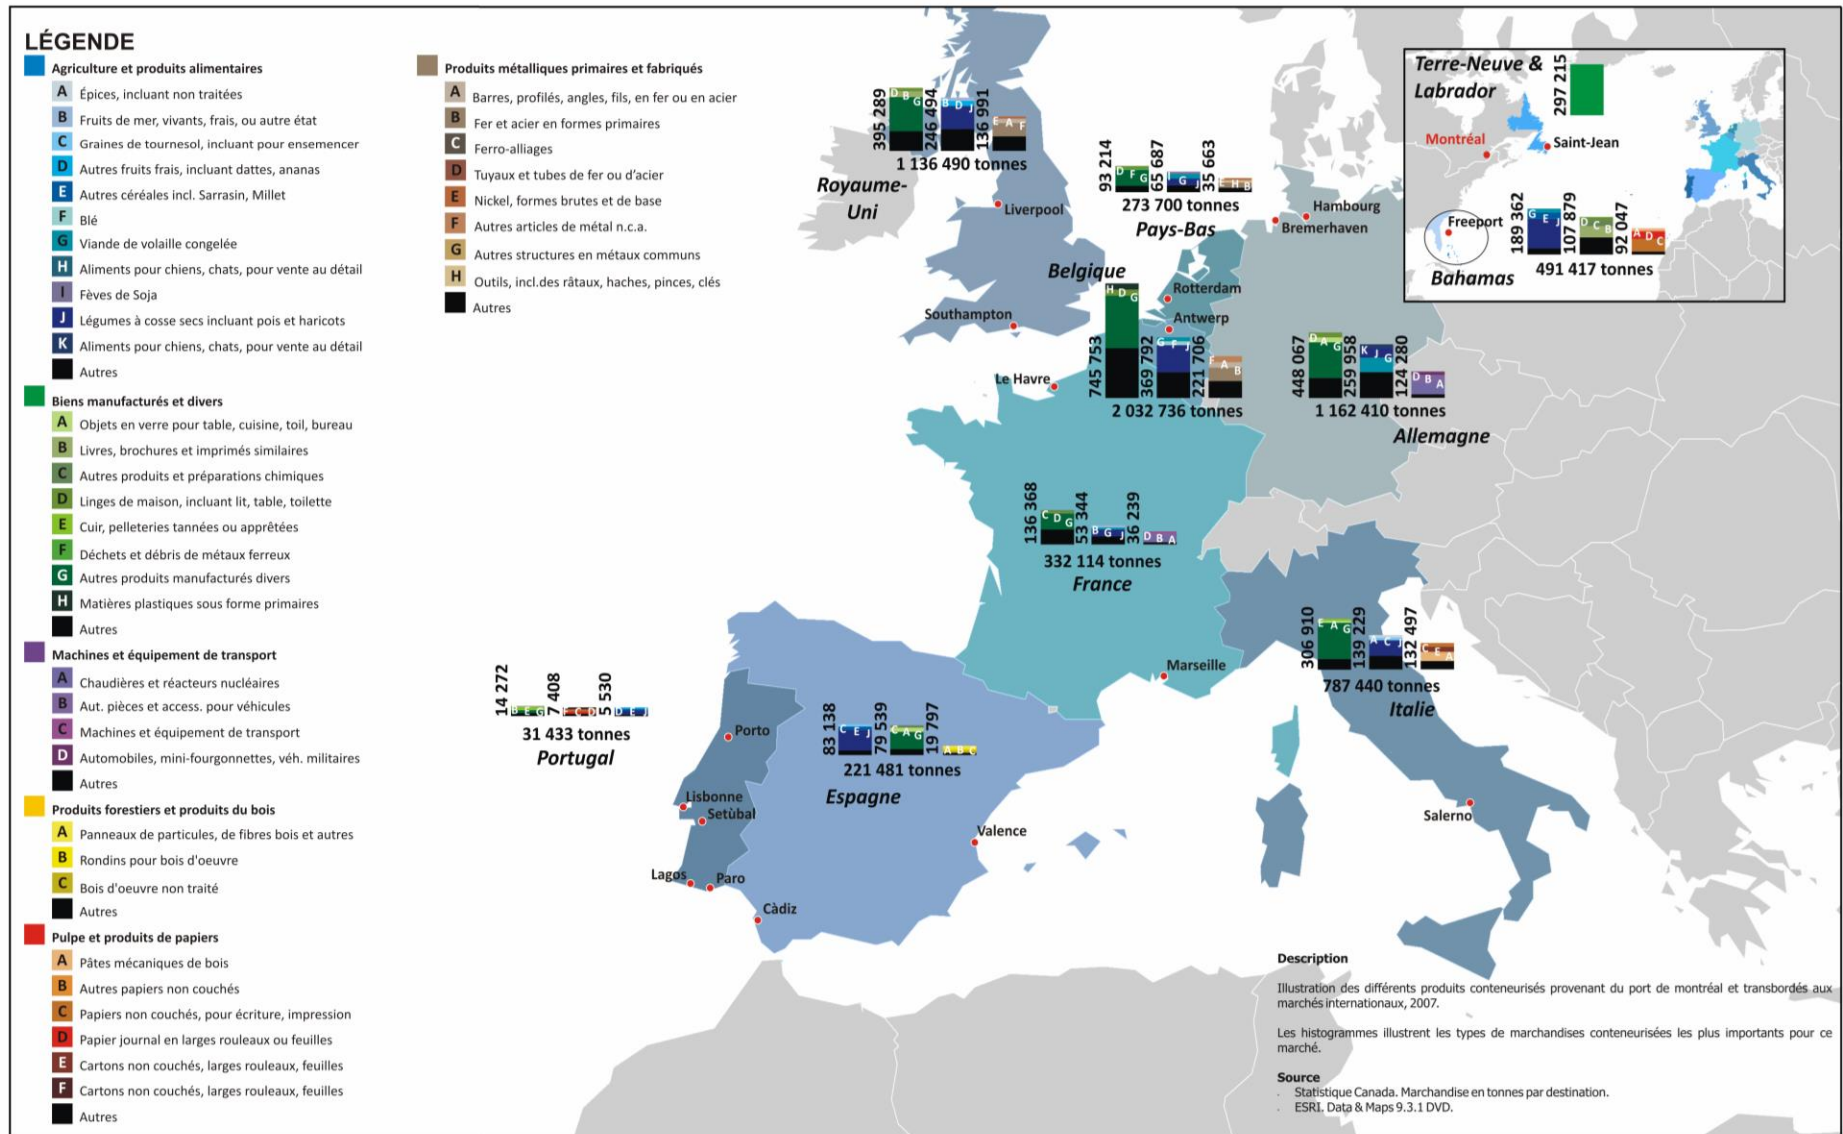 LÉGENDE
Agriculture et produits alimentaires
A Épices, incluant non traitées
B Fruits de mer, vivants, frais, ou autre état
C Graines de tournesol, incluant pour ensemencer
D Autres fruits frais, incluant dattes, ananas
E Autres céréales incl. Sarrasin, Millet
F Blé
G Viande de volaille congelée
H Aliments pour chiens, chats, pour vente au détail
I Fèves de Soja
J Légumes à cosse secs incluant pois et haricots
K Aliments pour chiens, chats, pour vente au détail
Autres
Biens manufacturés et divers
A Objets en verre pour table, cuisine, toil, bureau
B Livres, brochures et imprimés similaires
C Autres produits et préparations chimiques
D Linges de maison, incluant lit, table, toilette
E Cuir, pelleteries tannées ou apprêtées
F Déchets et débris de métaux ferreux
G Autres produits manufacturés divers
H Matières plastiques sous forme primaires
Autres
Machines et équipement de transport
A Chaudières et réacteurs nucléaires
B Aut. pièces et access. pour véhicules
C Machines et équipement de transport
D Automobiles, mini-fourgonnettes, véh. militaires
Autres
Produits forestiers et produits du bois
A Panneaux de particules, de fibres bois et autres
B Rondins pour bois d'oeuvre
C Bois d'oeuvre non traité
Autres
Pulpe et produits de papiers
A Pâtes mécaniques de bois
B Autres papiers non couchés
C Papiers non couchés, pour écriture, impression
D Papier journal en larges rouleaux ou feuilles
E Cartons non couchés, larges rouleaux, feuilles
F Cartons non couchés, larges rouleaux, feuilles
Autres
Produits métalliques primaires et fabriqués
A Barres, profilés, angles, fils, en fer ou en acier
B Fer et acier en formes primaires
C Ferro-alliages
D Tuyaux et tubes de fer ou d'acier
E Nickel, formes brutes et de base
F Autres articles de métal n.c.a.
G Autres structures en métaux communs
H Outils, incl.des râtaux, haches, pinces, clés
Autres
395 289 D B G 246 494 B D J 136 991 E A F
1 136 490 tonnes
Royaume-
Uni
Liverpool
Southampton
93 214 D F G 65 687 I G J 35 663 E H B
273 700 tonnes
Pays-Bas
Hambourg
Bremerhaven
Belgique
Rotterdam
Antwerp
745 753 H D G 369 792 G F J 221 706 F A B
2 032 736 tonnes
Le Havre
448 067 D A G 259 958 K J G 124 280 D B A
1 162 410 tonnes
Allemagne
136 368 C D G 53 344 B G J 36 239 D B A
332 114 tonnes
France
Marseille
306 910 E A G 139 229 A C J 132 497 C E A
787 440 tonnes
Italie
Salerno
14 272 B E G 7 408 F C D 5 530 D E J
31 433 tonnes
Portugal
Porto
Lisbonne
Setùbal
Lagos
Paro
83 138 C E J 79 539 C A G 19 797 A B C
221 481 tonnes
Espagne
Valence
Càdiz
Terre-Neuve &
Labrador
297 215
Montréal
Saint-Jean
Freeport
189 362 G E J 107 879 D C B 92 047 A D C
491 417 tonnes
Bahamas
Description
Illustration des différents produits conteneurisés provenant du port de montréal et transbordés aux
marchés internationaux, 2007.
Les histogrammes illustrent les types de marchandises conteneurisées les plus importants pour ce
marché.
Source
- Statistique Canada. Marchandise en tonnes par destination.
- ESRI. Data & Maps 9.3.1 DVD.